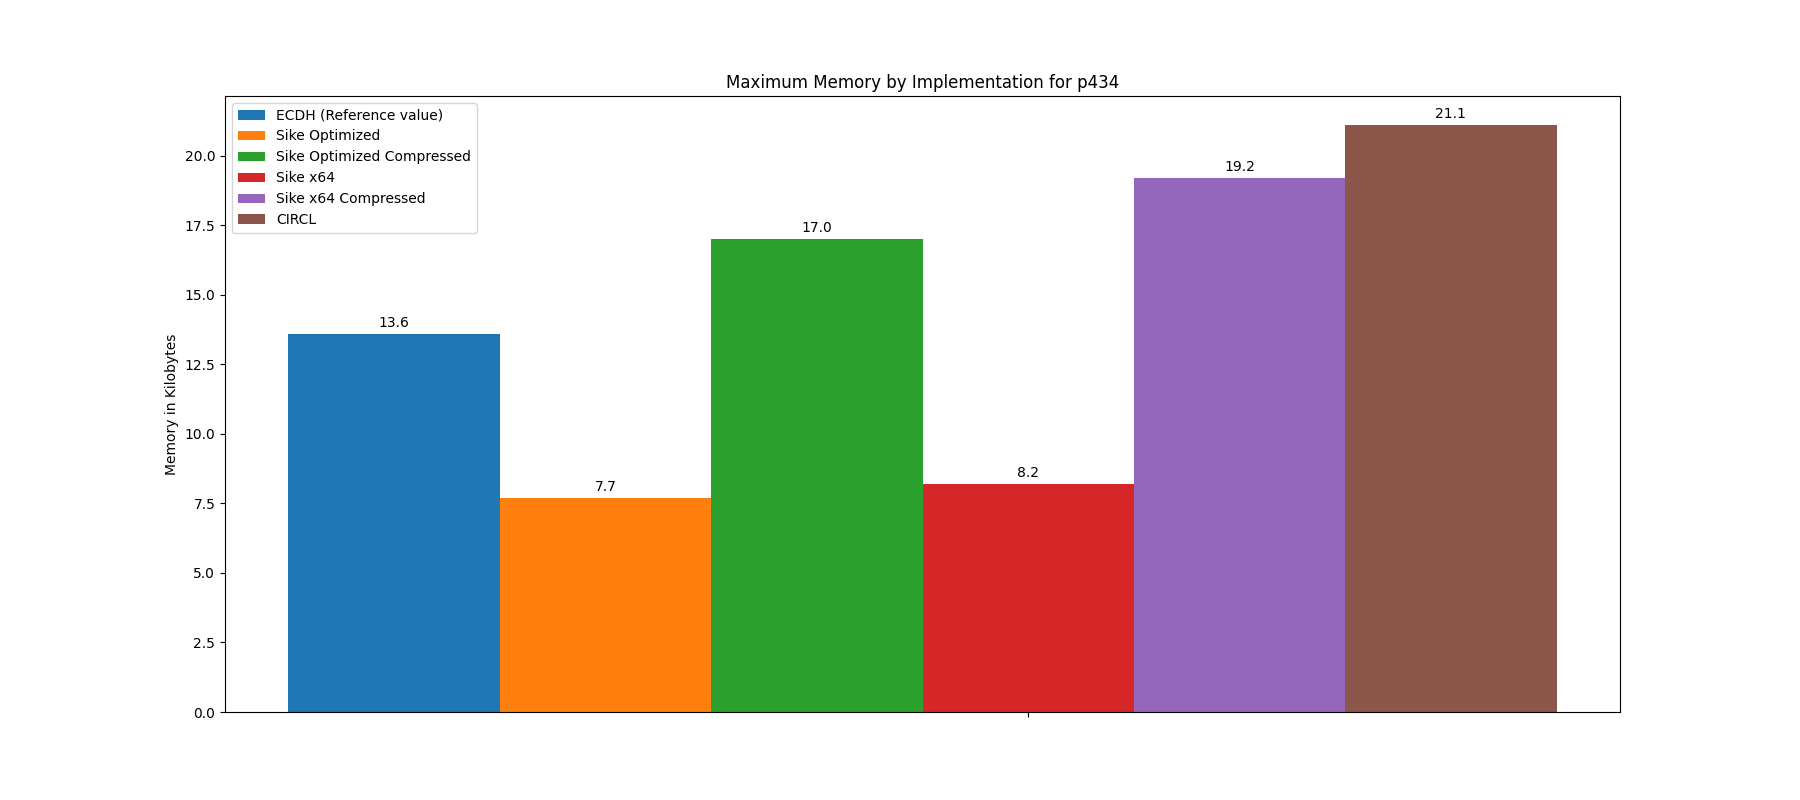 Maximum Memory by Implementation for p434
ECDH (Reference value)
Sike Optimized
Sike Optimized Compressed
Sike x64
Sike x64 Compressed
CIRCL
Memory in Kilobytes
20.0
17.5
15.0
12.5
10.0
7.5
5.0
2.5
0.0
13.6
7.7
17.0
8.2
19.2
21.1